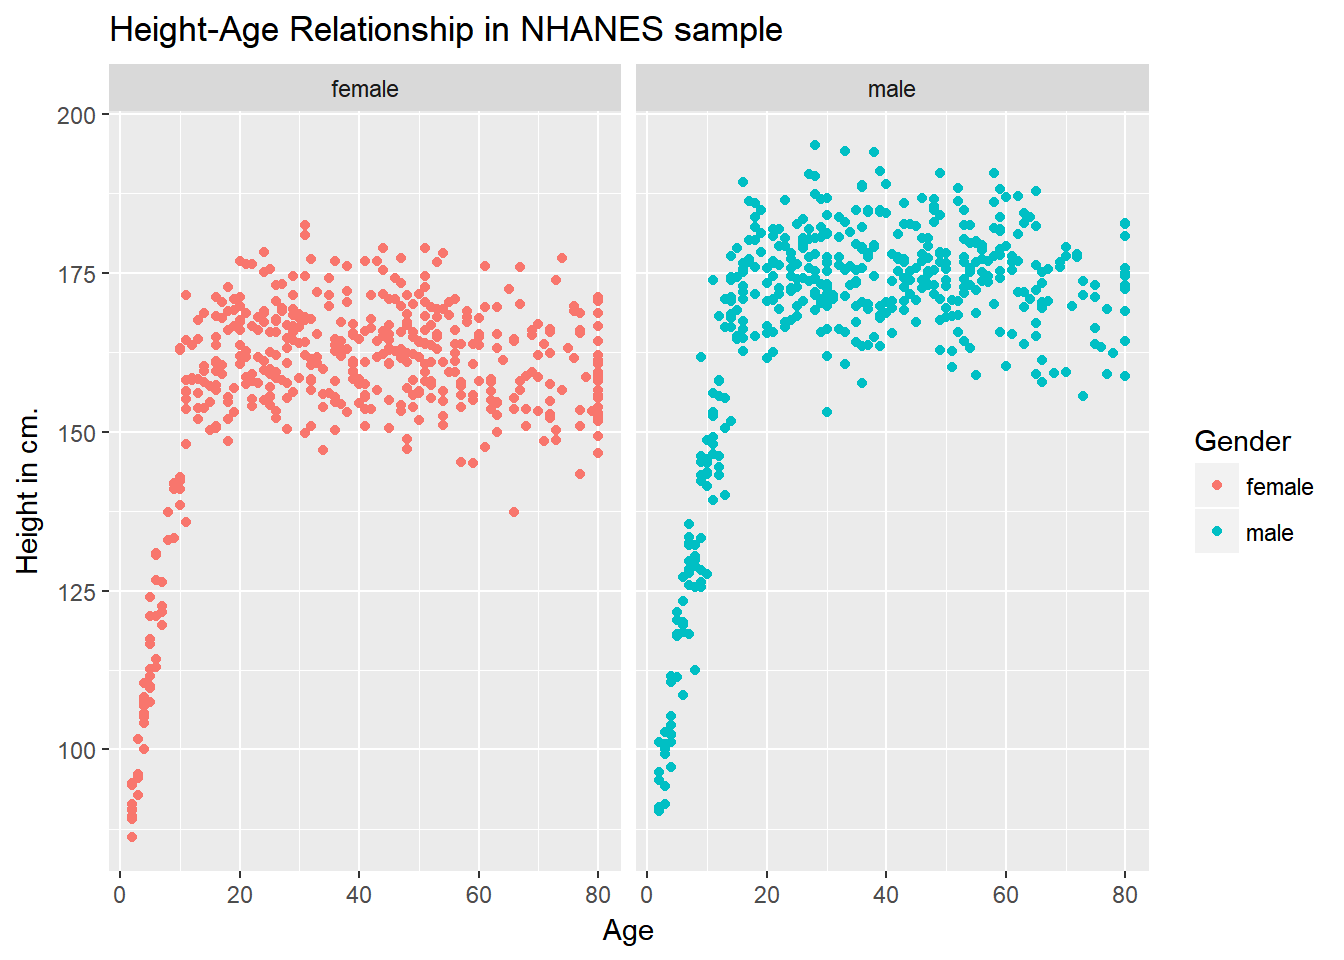 Height-Age Relationship in NHANES sample
female male
200
175
150
125
100
Height in cm.
0 20 40 60 80 0 20 40 60 80
Age
Gender
female
male